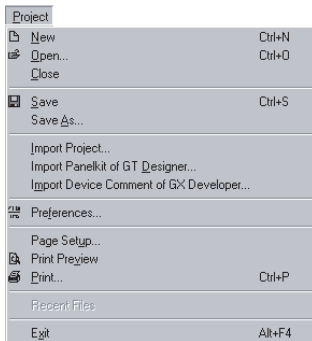 Project
New Ctrl+N
Open... Ctrl+O
Close
Save Ctrl+S
Save As...
Import Project...
Import Panelkit of GT Designer...
Import Device Comment of GX Developer...
Preferences...
Page Setup...
Print Preview
Print... Ctrl+P
Recent Files
Exit Alt+F4